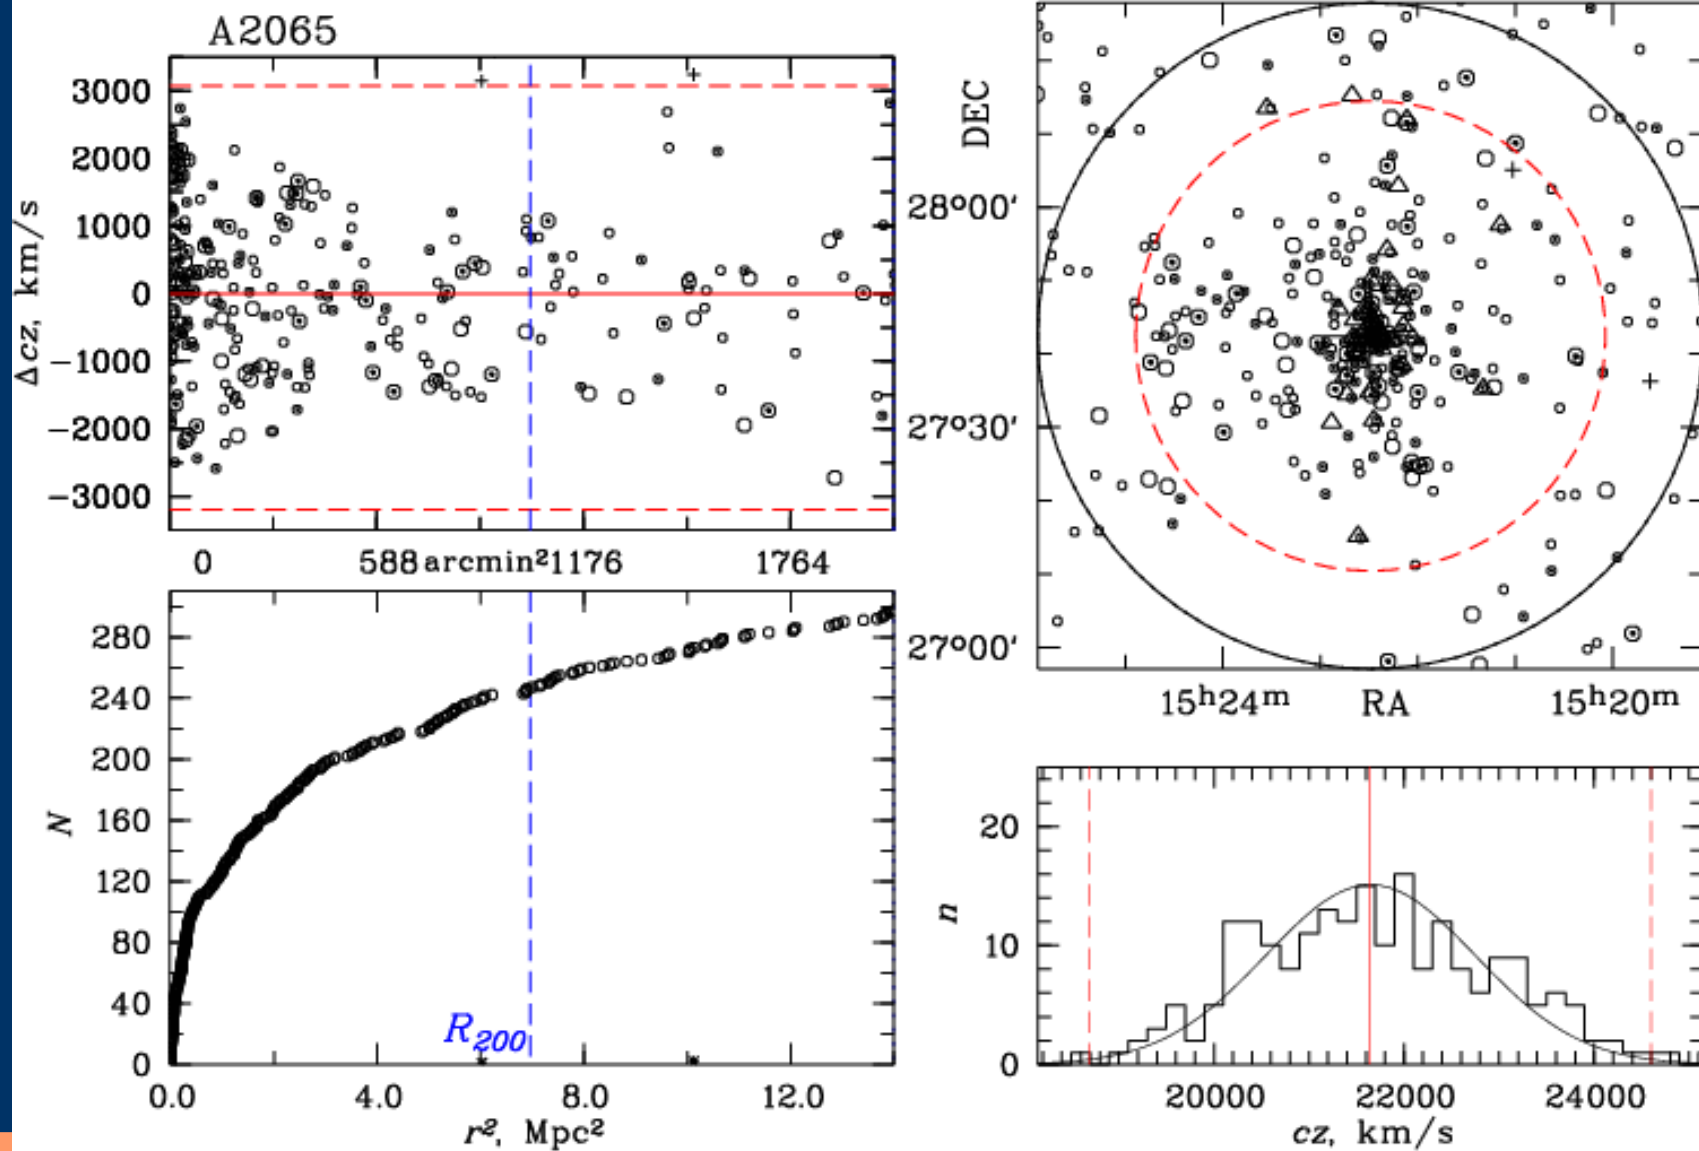 A2065
3000
2000
1000
0
−1000
−2000
−3000
Δcz, km/s
0 588 arcmin² 1176 1764
280
240
200
160
120
80
40
0
N
R200
0.0 4.0 8.0 12.0
r², Mpc²
DEC
28°00'
27°30'
27°00'
15h24m RA 15h20m
20
10
0
n
20000 22000 24000
cz, km/s